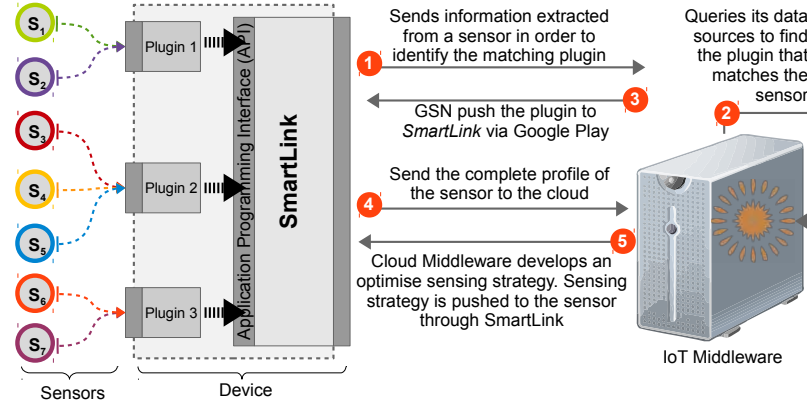 S1
S2
S3
S4
S5
S6
S7
Sensors
Plugin 1
Plugin 2
Plugin 3
Application Programming Interface (API)
SmartLink
Device
Sends information extracted
from a sensor in order to
identify the matching plugin
1
3
GSN push the plugin to
SmartLink via Google Play
4
Send the complete profile of
the sensor to the cloud
5
Cloud Middleware develops an
optimise sensing strategy. Sensing
strategy is pushed to the sensor
through SmartLink
Queries its data
sources to find
the plugin that
matches the
sensor
2
IoT Middleware